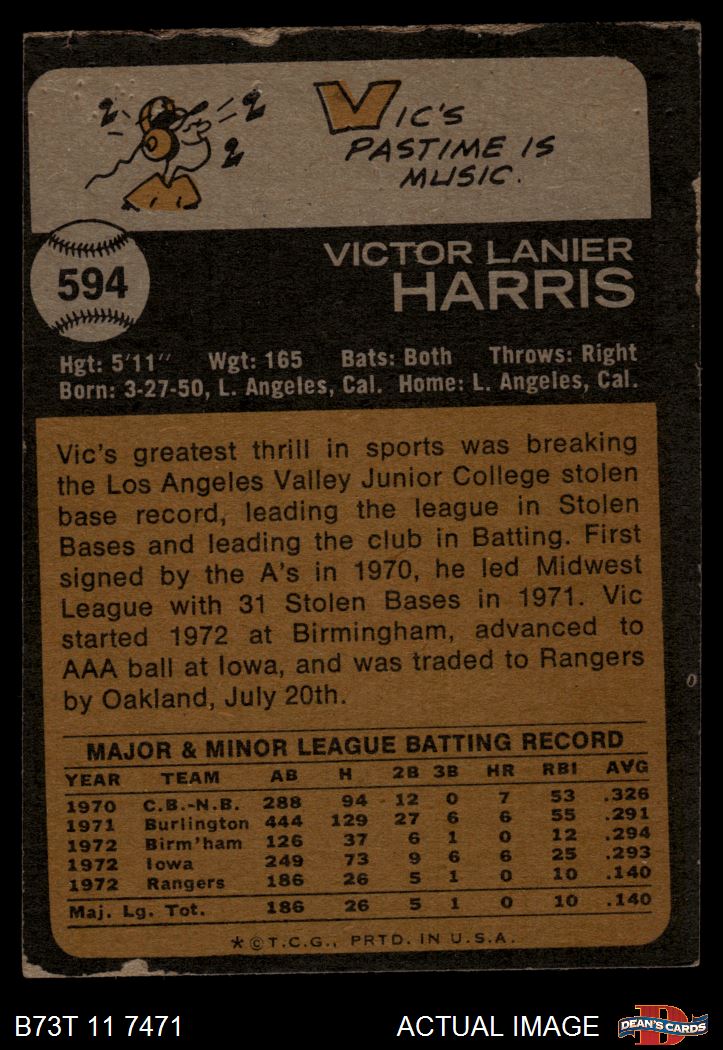 VIC'S
PASTIME IS
MUSIC.
594
VICTOR LANIER
HARRIS
Hgt: 5'11" Wgt: 165 Bats: Both Throws: Right
Born: 3-27-50, L. Angeles, Cal. Home: L. Angeles, Cal.
Vic's greatest thrill in sports was breaking
the Los Angeles Valley Junior College stolen
base record, leading the league in Stolen
Bases and leading the club in Batting. First
signed by the A's in 1970, he led Midwest
League with 31 Stolen Bases in 1971. Vic
started 1972 at Birmingham, advanced to
AAA ball at Iowa, and was traded to Rangers
by Oakland, July 20th.
MAJOR & MINOR LEAGUE BATTING RECORD
YEAR TEAM AB H 2B 3B HR RBI AVG
1970 C.B.-N.B. 288 94 12 0 7 53 .326
1971 Burlington 444 129 27 6 6 55 .291
1972 Birm'ham 126 37 6 1 0 12 .294
1972 Iowa 249 73 9 6 6 25 .293
1972 Rangers 186 26 5 1 0 10 .140
Maj. Lg. Tot. 186 26 5 1 0 10 .140
*©T.C.G., PRTD. IN U.S.A.
B73T 11 7471 ACTUAL IMAGE
DEAN'S CARDS